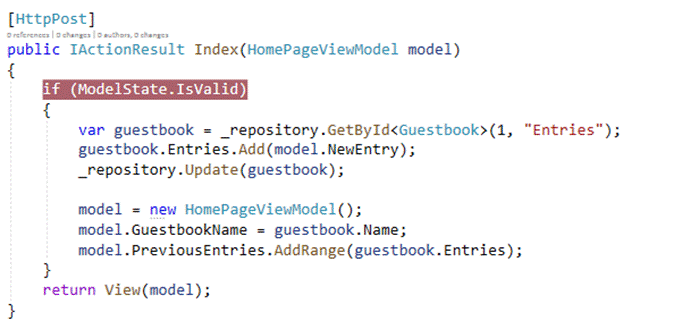 [HttpPost]
0 references | 0 changes | 0 authors, 0 changes
public IActionResult Index(HomePageViewModel model)
{
    if (ModelState.IsValid)
    {
        var guestbook = _repository.GetById<Guestbook>(1, "Entries");
        guestbook.Entries.Add(model.NewEntry);
        _repository.Update(guestbook);

        model = new HomePageViewModel();
        model.GuestbookName = guestbook.Name;
        model.PreviousEntries.AddRange(guestbook.Entries);
    }
    return View(model);
}